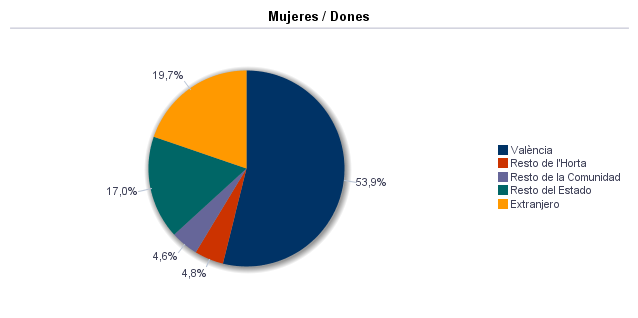 Mujeres / Dones
19,7%
53,9%
17,0%
4,6%
4,8%
València
Resto de l'Horta
Resto de la Comunidad
Resto del Estado
Extranjero